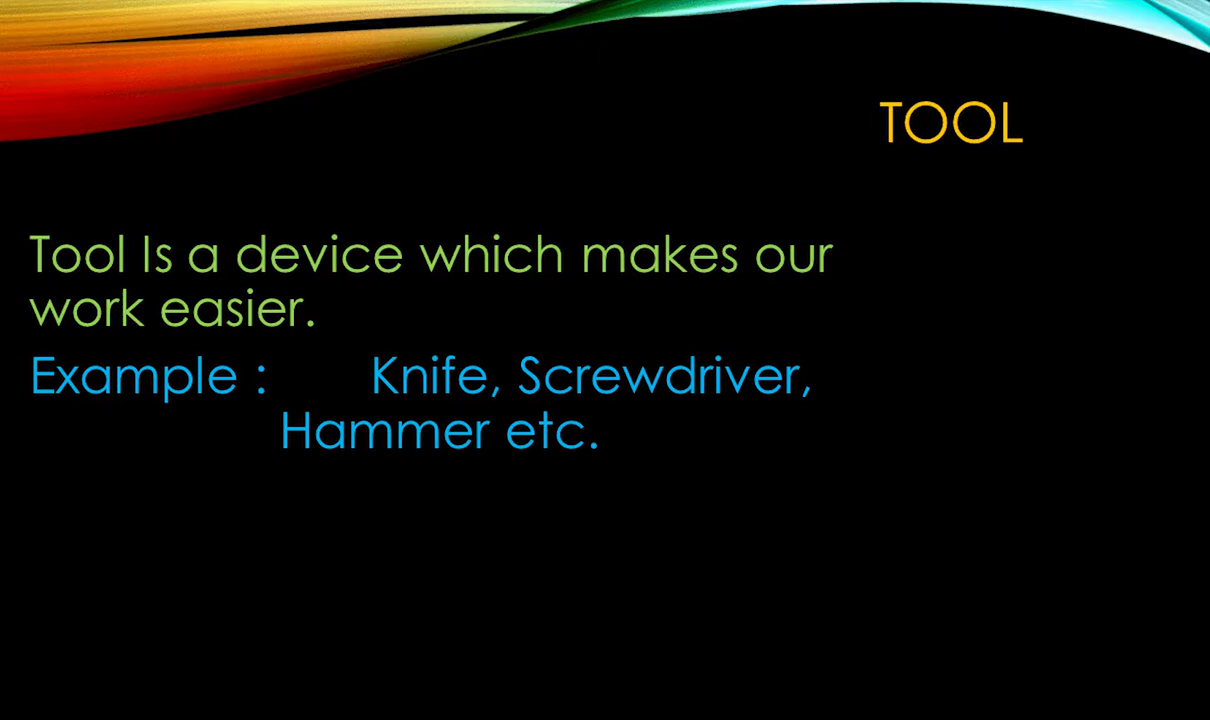 TOOL
Tool Is a device which makes our
work easier.
Example : Knife, Screwdriver,
Hammer etc.